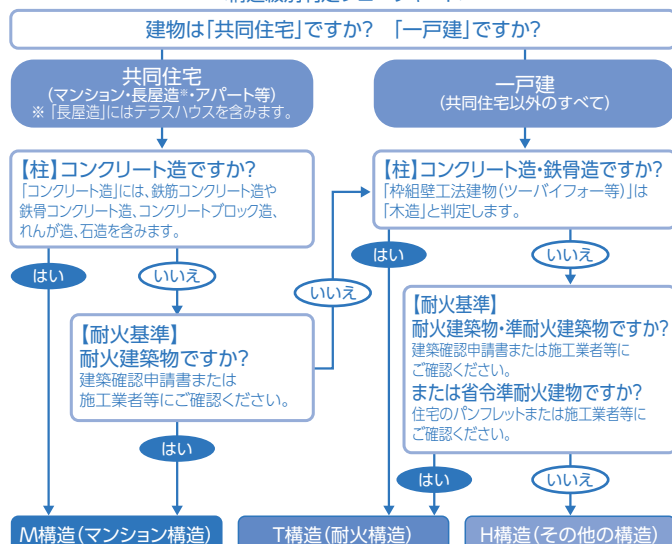 建物は「共同住宅」ですか? 「一戸建」ですか?
共同住宅
(マンション・長屋造※・アパート等)
※「長屋造」にはテラスハウスを含みます。
一戸建
(共同住宅以外のすべて)
【柱】コンクリート造ですか?
「コンクリート造」には、鉄筋コンクリート造や
鉄骨コンクリート造、コンクリートブロック造、
れんが造、石造を含みます。
【柱】コンクリート造・鉄骨造ですか?
「枠組壁工法建物(ツーバイフォー等)」は
「木造」と判定します。
はい
いいえ
いいえ
はい
いいえ
【耐火基準】
耐火建築物ですか?
建築確認申請書または
施工業者等にご確認ください。
【耐火基準】
耐火建築物・準耐火建築物ですか?
建築確認申請書または施工業者等に
ご確認ください。
または省令準耐火建物ですか?
住宅のパンフレットまたは施工業者等に
ご確認ください。
はい
はい
いいえ
M構造(マンション構造)
T構造(耐火構造)
H構造(その他の構造)